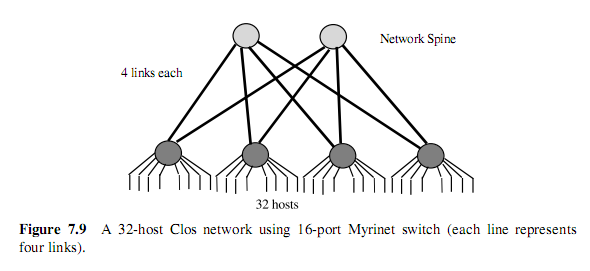 Network Spine
4 links each
32 hosts
Figure 7.9 A 32-host Clos network using 16-port Myrinet switch (each line represents
four links).